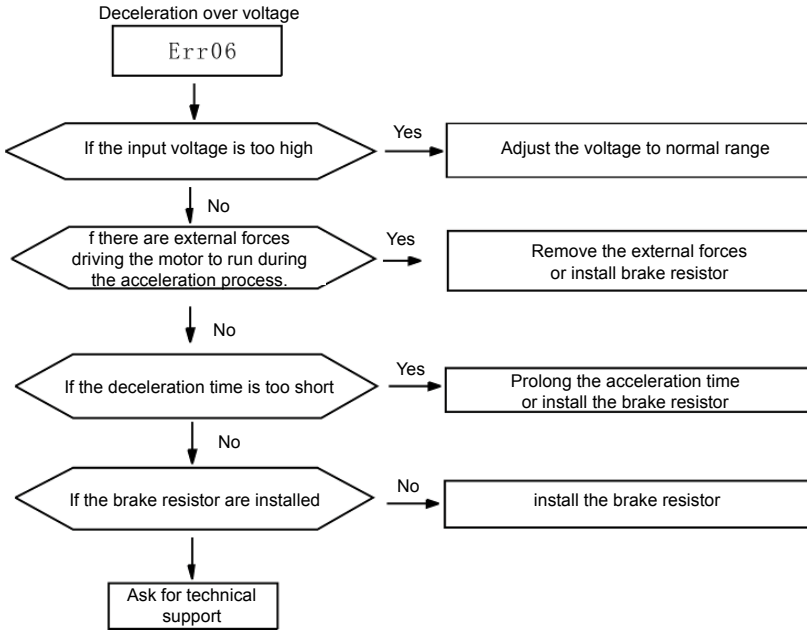 Deceleration over voltage
Err06
If the input voltage is too high
Yes
Adjust the voltage to normal range
No
f there are external forces
driving the motor to run during
the acceleration process.
Yes
Remove the external forces
or install brake resistor
No
If the deceleration time is too short
Yes
Prolong the acceleration time
or install the brake resistor
No
If the brake resistor are installed
No
install the brake resistor
Ask for technical
support